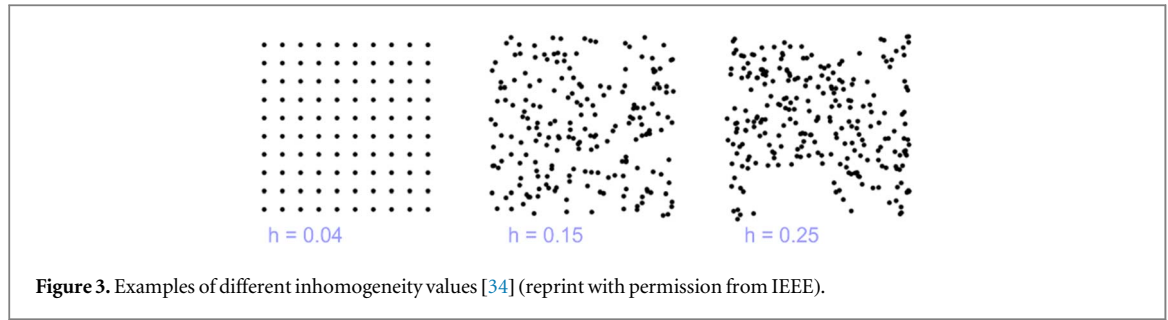 h = 0.04
h = 0.15
h = 0.25
Figure 3. Examples of different inhomogeneity values [34] (reprint with permission from IEEE).